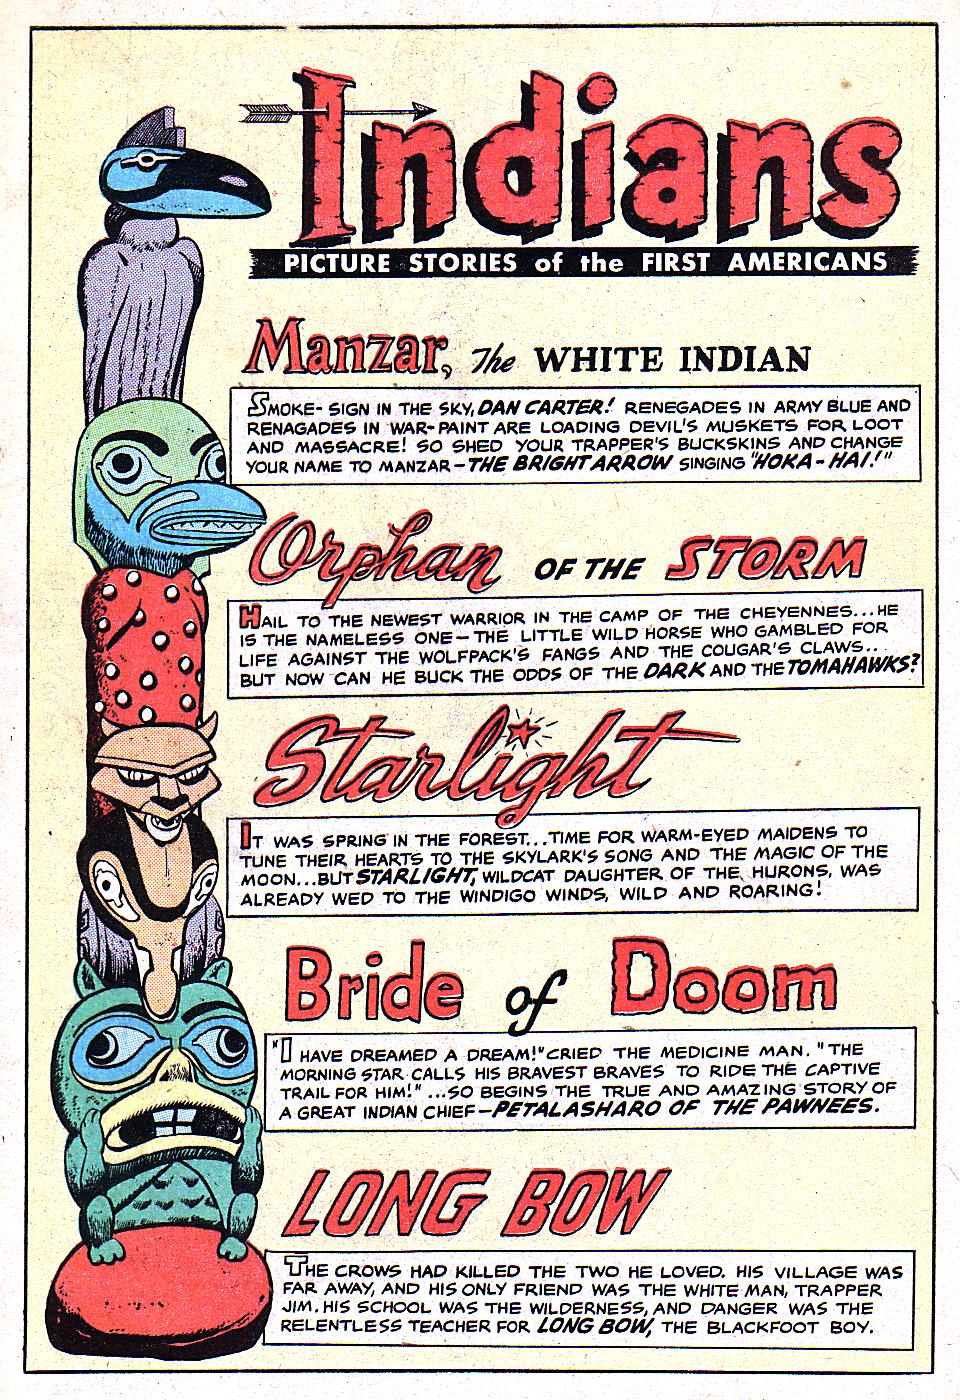 Indians
PICTURE STORIES of the FIRST AMERICANS
Manzar, The WHITE INDIAN
SMOKE-SIGN IN THE SKY, DAN CARTER! RENEGADES IN ARMY BLUE AND
RENAGADES IN WAR-PAINT ARE LOADING DEVIL'S MUSKETS FOR LOOT
AND MASSACRE! SO SHED YOUR TRAPPER'S BUCKSKINS AND CHANGE
YOUR NAME TO MANZAR-THE BRIGHT ARROW SINGING "HOKA-HAI!"
Orphan OF THE STORM
HAIL TO THE NEWEST WARRIOR IN THE CAMP OF THE CHEYENNES...HE
IS THE NAMELESS ONE-THE LITTLE WILD HORSE WHO GAMBLED FOR
LIFE AGAINST THE WOLFPACK'S FANGS AND THE COUGAR'S CLAWS...
BUT NOW CAN HE BUCK THE ODDS OF THE DARK AND THE TOMAHAWKS?
Starlight
IT WAS SPRING IN THE FOREST...TIME FOR WARM-EYED MAIDENS TO
TUNE THEIR HEARTS TO THE SKYLARK'S SONG AND THE MAGIC OF THE
MOON...BUT STARLIGHT, WILDCAT DAUGHTER OF THE HURONS, WAS
ALREADY WED TO THE WINDIGO WINDS, WILD AND ROARING!
Bride of Doom
"I HAVE DREAMED A DREAM!" CRIED THE MEDICINE MAN. "THE
MORNING STAR CALLS HIS BRAVEST BRAVES TO RIDE THE CAPTIVE
TRAIL FOR HIM!" ...SO BEGINS THE TRUE AND AMAZING STORY OF
A GREAT INDIAN CHIEF-PETALASHARO OF THE PAWNEES.
LONG BOW
THE CROWS HAD KILLED THE TWO HE LOVED. HIS VILLAGE WAS
FAR AWAY, AND HIS ONLY FRIEND WAS THE WHITE MAN, TRAPPER
JIM. HIS SCHOOL WAS THE WILDERNESS, AND DANGER WAS THE
RELENTLESS TEACHER FOR LONG BOW, THE BLACKFOOT BOY.